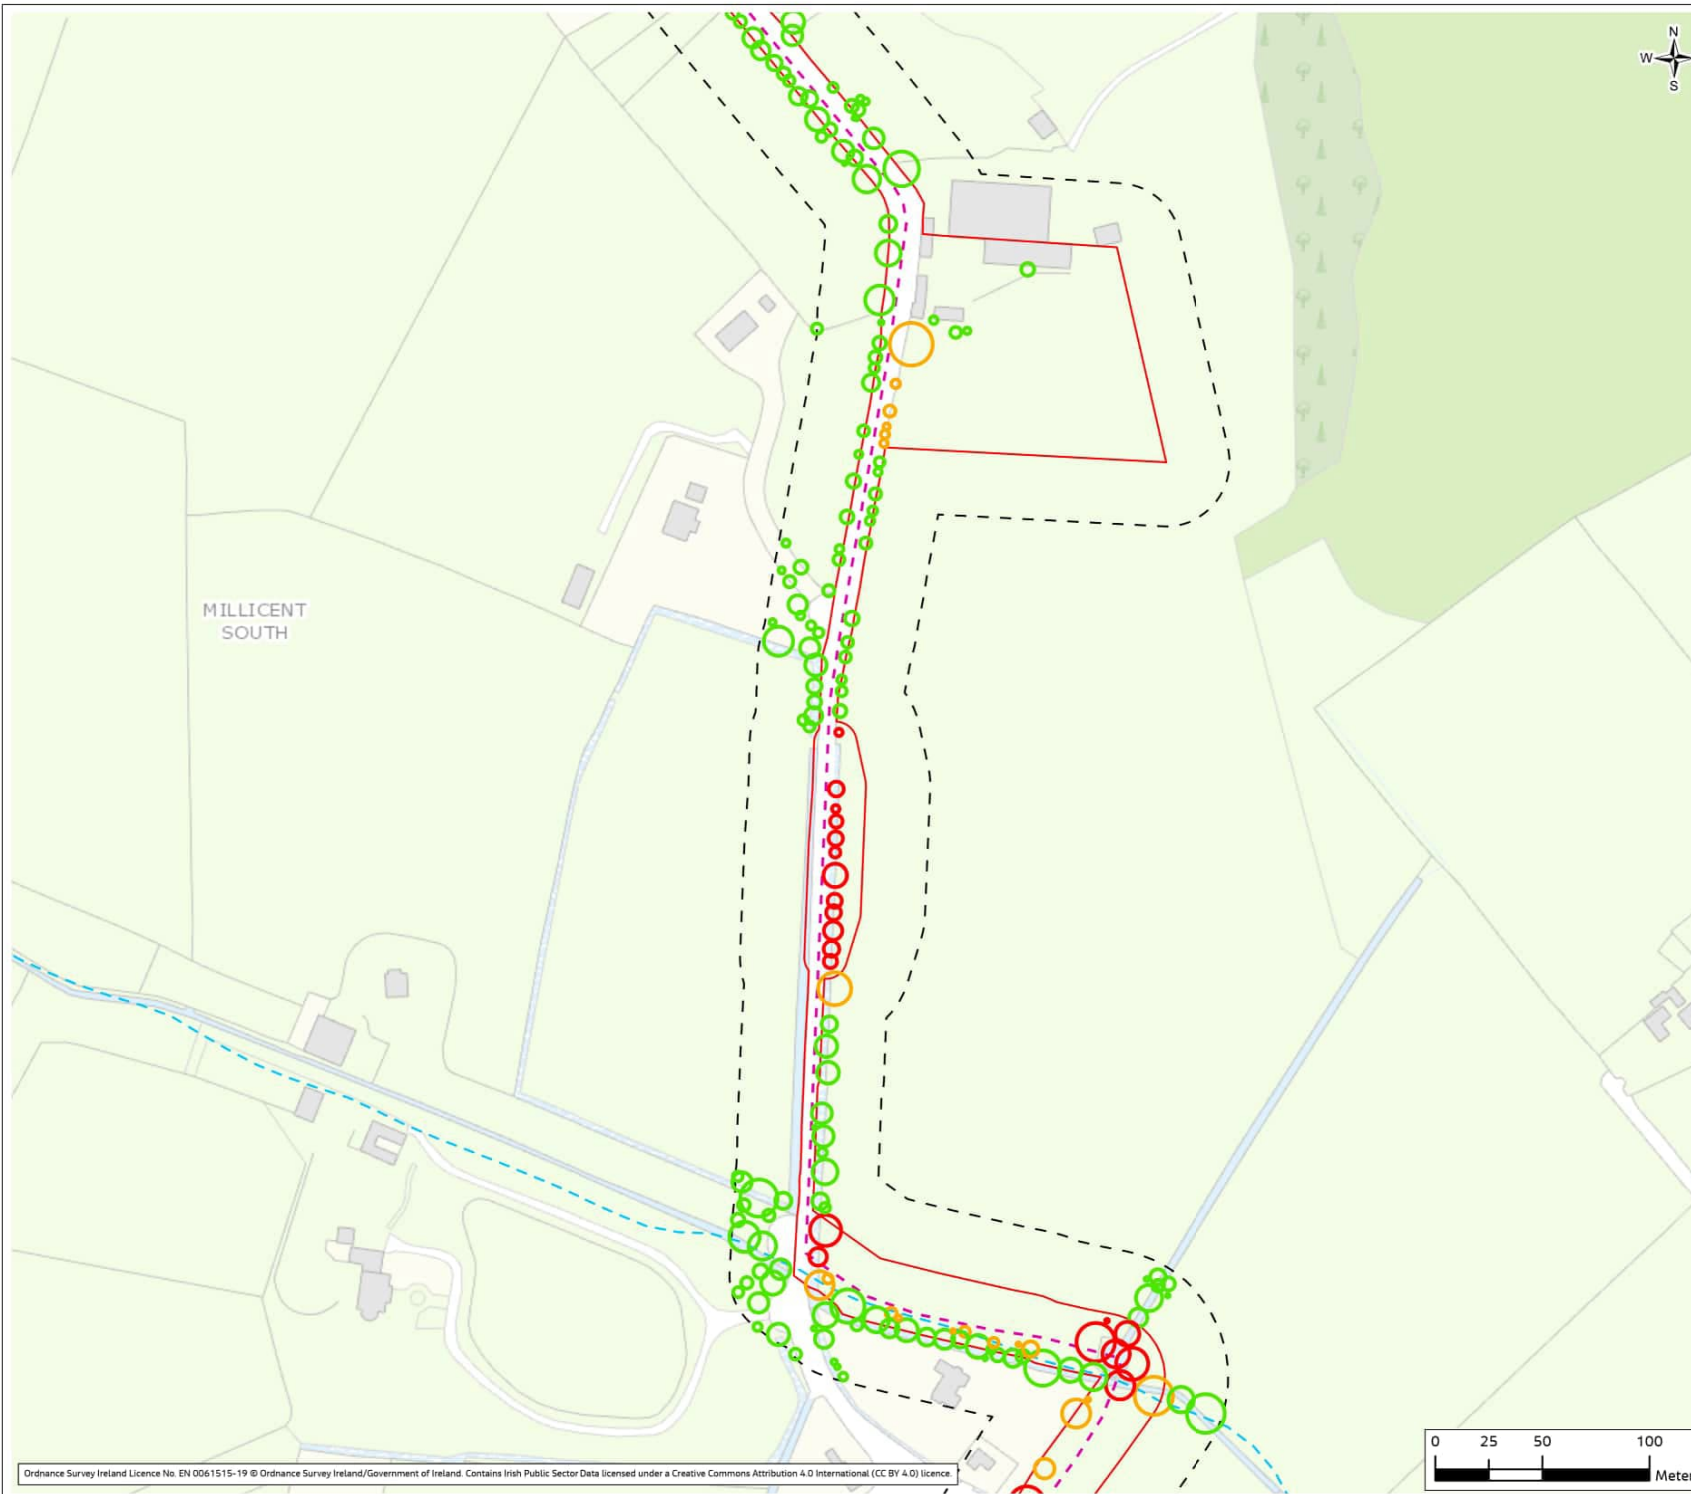 N
W
S
MILLICENT
SOUTH
0 25 50 100
Meter
Ordnance Survey Ireland Licence No. EN 0061515-19 © Ordnance Survey Ireland/Government of Ireland. Contains Irish Public Sector Data licensed under a Creative Commons Attribution 4.0 International (CC BY 4.0) licence.